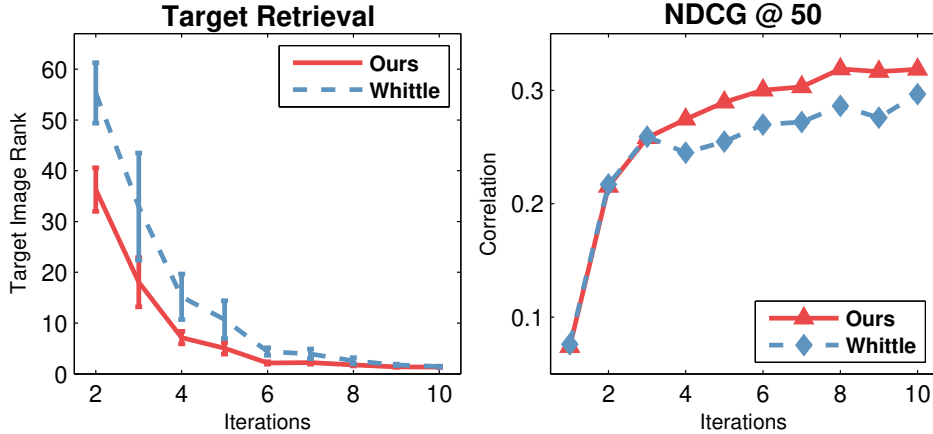 Target Retrieval
60
50
40
30
20
10
0
Target Image Rank
Ours
Whittle
2
4
6
8
10
Iterations
NDCG @ 50
0.3
0.2
0.1
Correlation
Ours
Whittle
2
4
6
8
10
Iterations